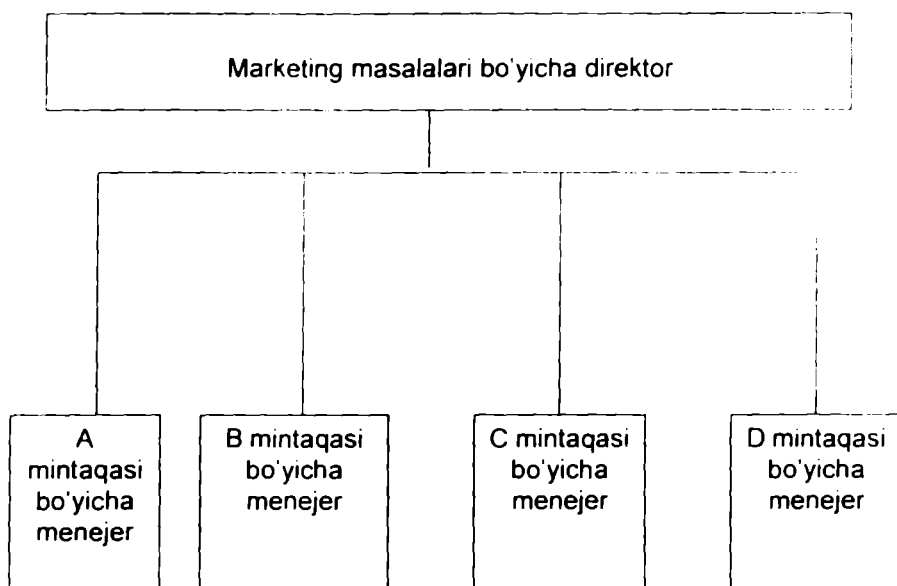 Marketing masalalari bo'yicha direktor
A
mintaqasi
bo'yicha
menejer
B mintaqasi
bo'yicha
menejer
C mintaqasi
bo'yicha
menejer
D mintaqasi
bo'yicha
menejer